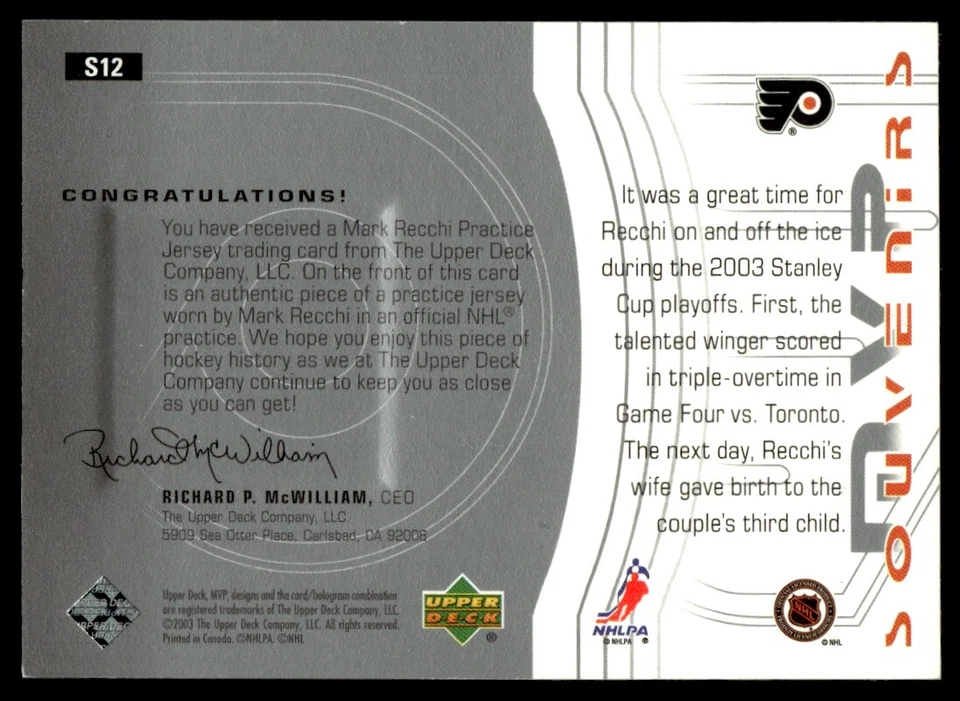 S12
CONGRATULATIONS!
You have received a Mark Recchi Practice
Jersey trading card from The Upper Deck
Company, LLC. On the front of this card
is an authentic piece of a practice jersey
worn by Mark Recchi in an official NHL®
practice. We hope you enjoy this piece of
hockey history as we at The Upper Deck
Company continue to keep you as close
as you can get!
Richard McWilliam
RICHARD P. McWILLIAM, CEO
The Upper Deck Company, LLC.
5909 Sea Otter Place, Carlsbad, CA 92008
Upper Deck, MVP, designs and the card/hologram combination
are registered trademarks of The Upper Deck Company, LLC.
©2003 The Upper Deck Company, LLC. All rights reserved.
Printed in Canada. ©NHLPA. ©NHL
UPPER
DECK
®
®
It was a great time for
Recchi on and off the ice
during the 2003 Stanley
Cup playoffs. First, the
talented winger scored
in triple-overtime in
Game Four vs. Toronto.
The next day, Recchi's
wife gave birth to the
couple's third child.
NHLPA
© NHLPA ®
NHL
© NHL
MVP
SOUVENIRS